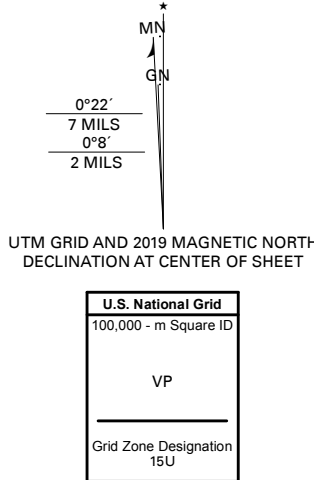 ★
MN
GN
0°22´
7 MILS
0°8´
2 MILS
UTM GRID AND 2019 MAGNETIC NORTH
DECLINATION AT CENTER OF SHEET
U.S. National Grid
100,000 - m Square ID
VP
Grid Zone Designation
15U